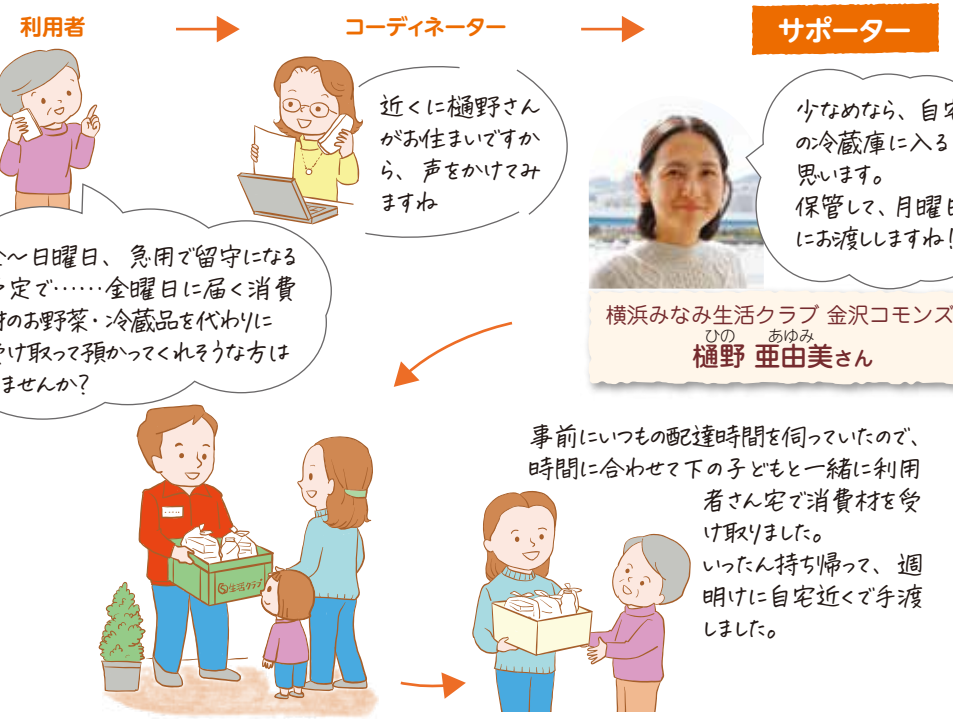 利用者
コーディネーター
サポーター
近くに樋野さん
がお住まいですか
ら、声をかけてみ
ますね
少なめなら、自宅
の冷蔵庫に入る
思います。
保管して、月曜日
にお渡ししますね!
～日曜日、急用で留守になる
定で……金曜日に届く消費
のお野菜・冷蔵品を代わりに
け取って預かってくれそうな方は
ませんか?
横浜みなみ生活クラブ 金沢コモンズ
ひの あゆみ
樋野 亜由美さん
事前にいつもの配達時間を伺っていたので、
時間に合わせて下の子どもと一緒に利用
者さん宅で消費材を受
け取りました。
いったん持ち帰って、週
明けに自宅近くで手渡
しました。
生活クラブ